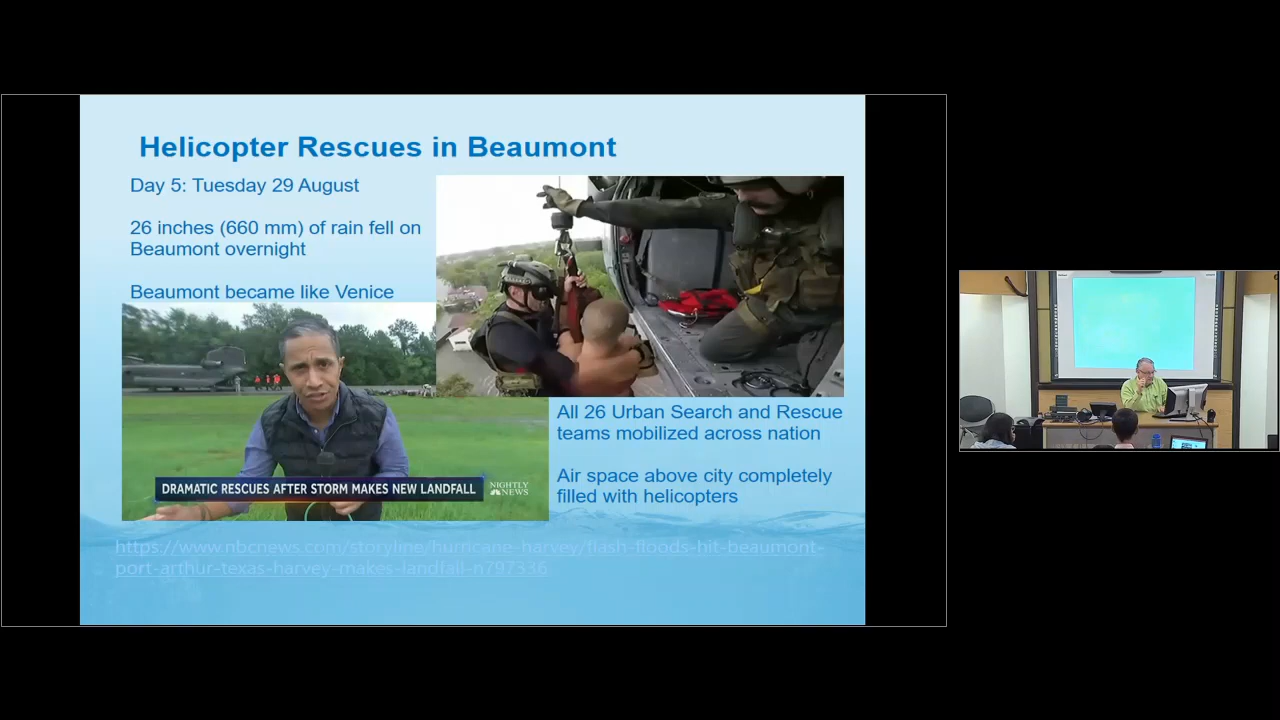 Helicopter Rescues in Beaumont
Day 5: Tuesday 29 August
26 inches (660 mm) of rain fell on
Beaumont overnight
Beaumont became like Venice
DRAMATIC RESCUES AFTER STORM MAKES NEW LANDFALL
NIGHTLY
NEWS
All 26 Urban Search and Rescue
teams mobilized across nation
Air space above city completely
filled with helicopters
https://www.nbcnews.com/storyline/hurricane-harvey/flash-floods-hit-beaumont-
port-arthur-texas-harvey-makes-landfall-n797336